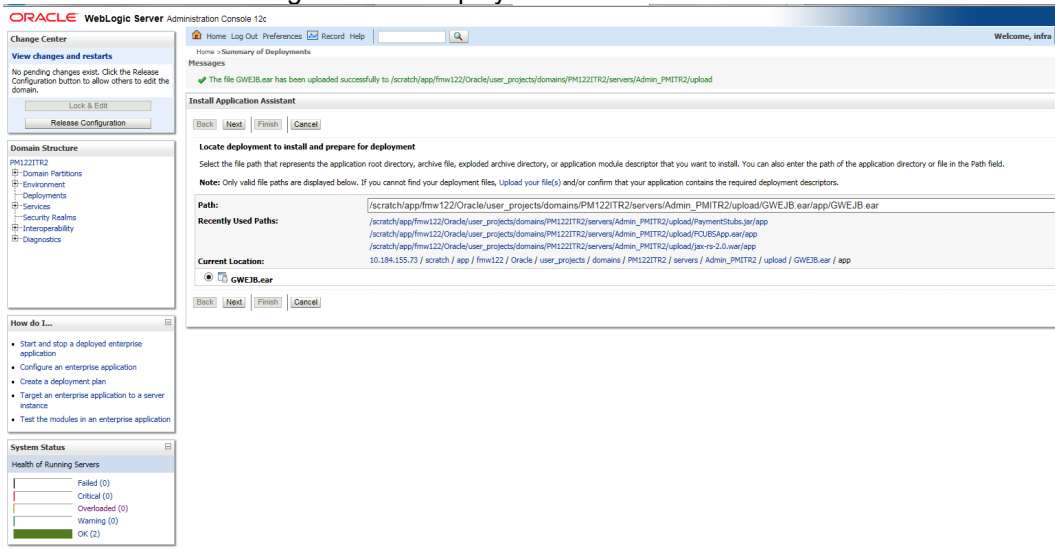 ORACLE WebLogic Server Administration Console 12c
Change Center
View changes and restarts
No pending changes exist. Click the Release
Configuration button to allow others to edit the
domain.
Lock & Edit
Release Configuration
Domain Structure
PM122ITR2
Domain Partitions
Environment
Deployments
Services
Security Realms
Interoperability
Diagnostics
How do I...
Start and stop a deployed enterprise
application
Configure an enterprise application
Create a deployment plan
Target an enterprise application to a server
instance
Test the modules in an enterprise application
System Status
Health of Running Servers
Failed (0)
Critical (0)
Overloaded (0)
Warning (0)
OK (2)
Home Log Out Preferences Record Help
Welcome, infra
Home >Summary of Deployments
Messages
The file GWEJB.ear has been uploaded successfully to /scratch/app/fmw122/Oracle/user_projects/domains/PM122ITR2/servers/Admin_PMITR2/upload
Install Application Assistant
Back Next Finish Cancel
Locate deployment to install and prepare for deployment
Select the file path that represents the application root directory, archive file, exploded archive directory, or application module descriptor that you want to install. You can also enter the path of the application directory or file in the Path field.
Note: Only valid file paths are displayed below. If you cannot find your deployment files, Upload your file(s) and/or confirm that your application contains the required deployment descriptors.
Path: /scratch/app/fmw122/Oracle/user_projects/domains/PM122ITR2/servers/Admin_PMITR2/upload/GWEJB.ear/app/GWEJB.ear
Recently Used Paths: /scratch/app/fmw122/Oracle/user_projects/domains/PM122ITR2/servers/Admin_PMITR2/upload/PaymentStubs.jar/app
/scratch/app/fmw122/Oracle/user_projects/domains/PM122ITR2/servers/Admin_PMITR2/upload/FCUBSApp.ear/app
/scratch/app/fmw122/Oracle/user_projects/domains/PM122ITR2/servers/Admin_PMITR2/upload/jax-rs-2.0.war/app
Current Location: 10.184.155.73 / scratch / app / fmw122 / Oracle / user_projects / domains / PM122ITR2 / servers / Admin_PMITR2 / upload / GWEJB.ear / app
GWEJB.ear
Back Next Finish Cancel